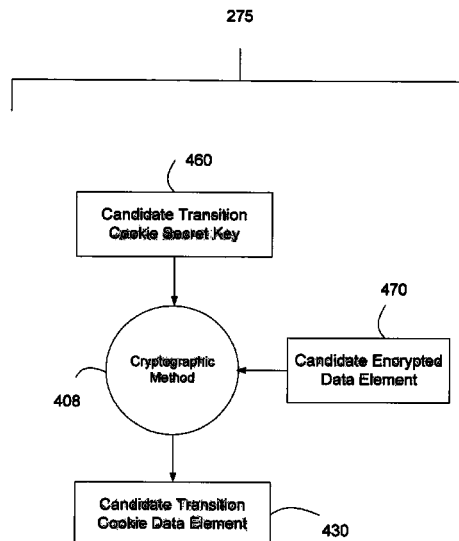 275
460
Candidate Transition
Cookie Secret Key
470
Cryptographic
Method
Candidate Encrypted
Data Element
408
Candidate Transition
Cookie Data Element
430